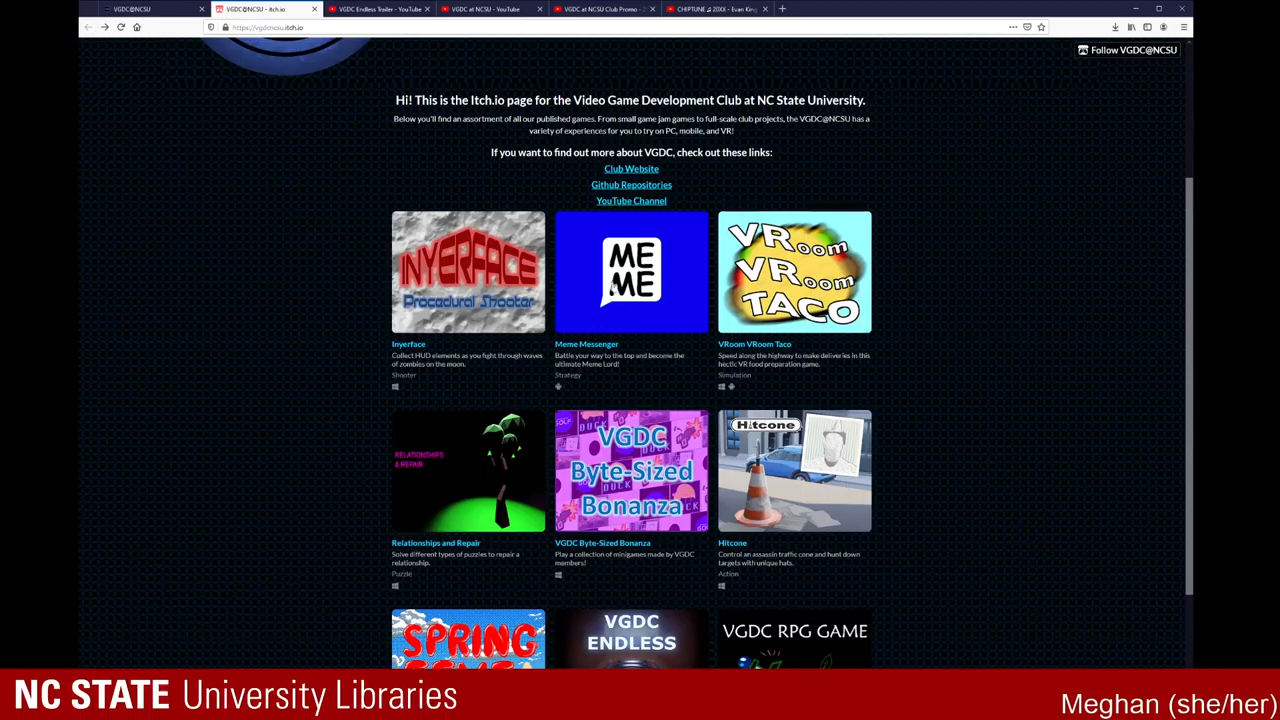 VGDC@NCSU
VGDC@NCSU - itch.io
VGDC Endless Trailer - YouTube
VGDC at NCSU - YouTube
VGDC at NCSU Club Promo - 2
CHIPTUNE ♫ 20XX - Evan King
https://vgdcncsu.itch.io
Follow VGDC@NCSU
Hi! This is the Itch.io page for the Video Game Development Club at NC State University.
Below you'll find an assortment of all our published games. From small game jam games to full-scale club projects, the VGDC@NCSU has a
variety of experiences for you to try on PC, mobile, and VR!
If you want to find out more about VGDC, check out these links:
Club Website
Github Repositories
YouTube Channel
INYERFACE
Procedural Shooter
ME
ME
VRoom
VRoom
TACO
Inyerface
Collect HUD elements as you fight through waves
of zombies on the moon.
Shooter
Meme Messenger
Battle your way to the top and become the
ultimate Meme Lord!
Strategy
VRoom VRoom Taco
Speed along the highway to make deliveries in this
hectic VR food preparation game.
Simulation
RELATIONSHIPS
& REPAIR
VGDC
Byte-Sized
Bonanza
Hitcone
Relationships and Repair
Solve different types of puzzles to repair a
relationship.
Puzzle
VGDC Byte-Sized Bonanza
Play a collection of minigames made by VGDC
members!
Hitcone
Control an assassin traffic cone and hunt down
targets with unique hats.
Action
SPRING
VGDC
ENDLESS
VGDC RPG GAME
NC STATE University Libraries
Meghan (she/her)